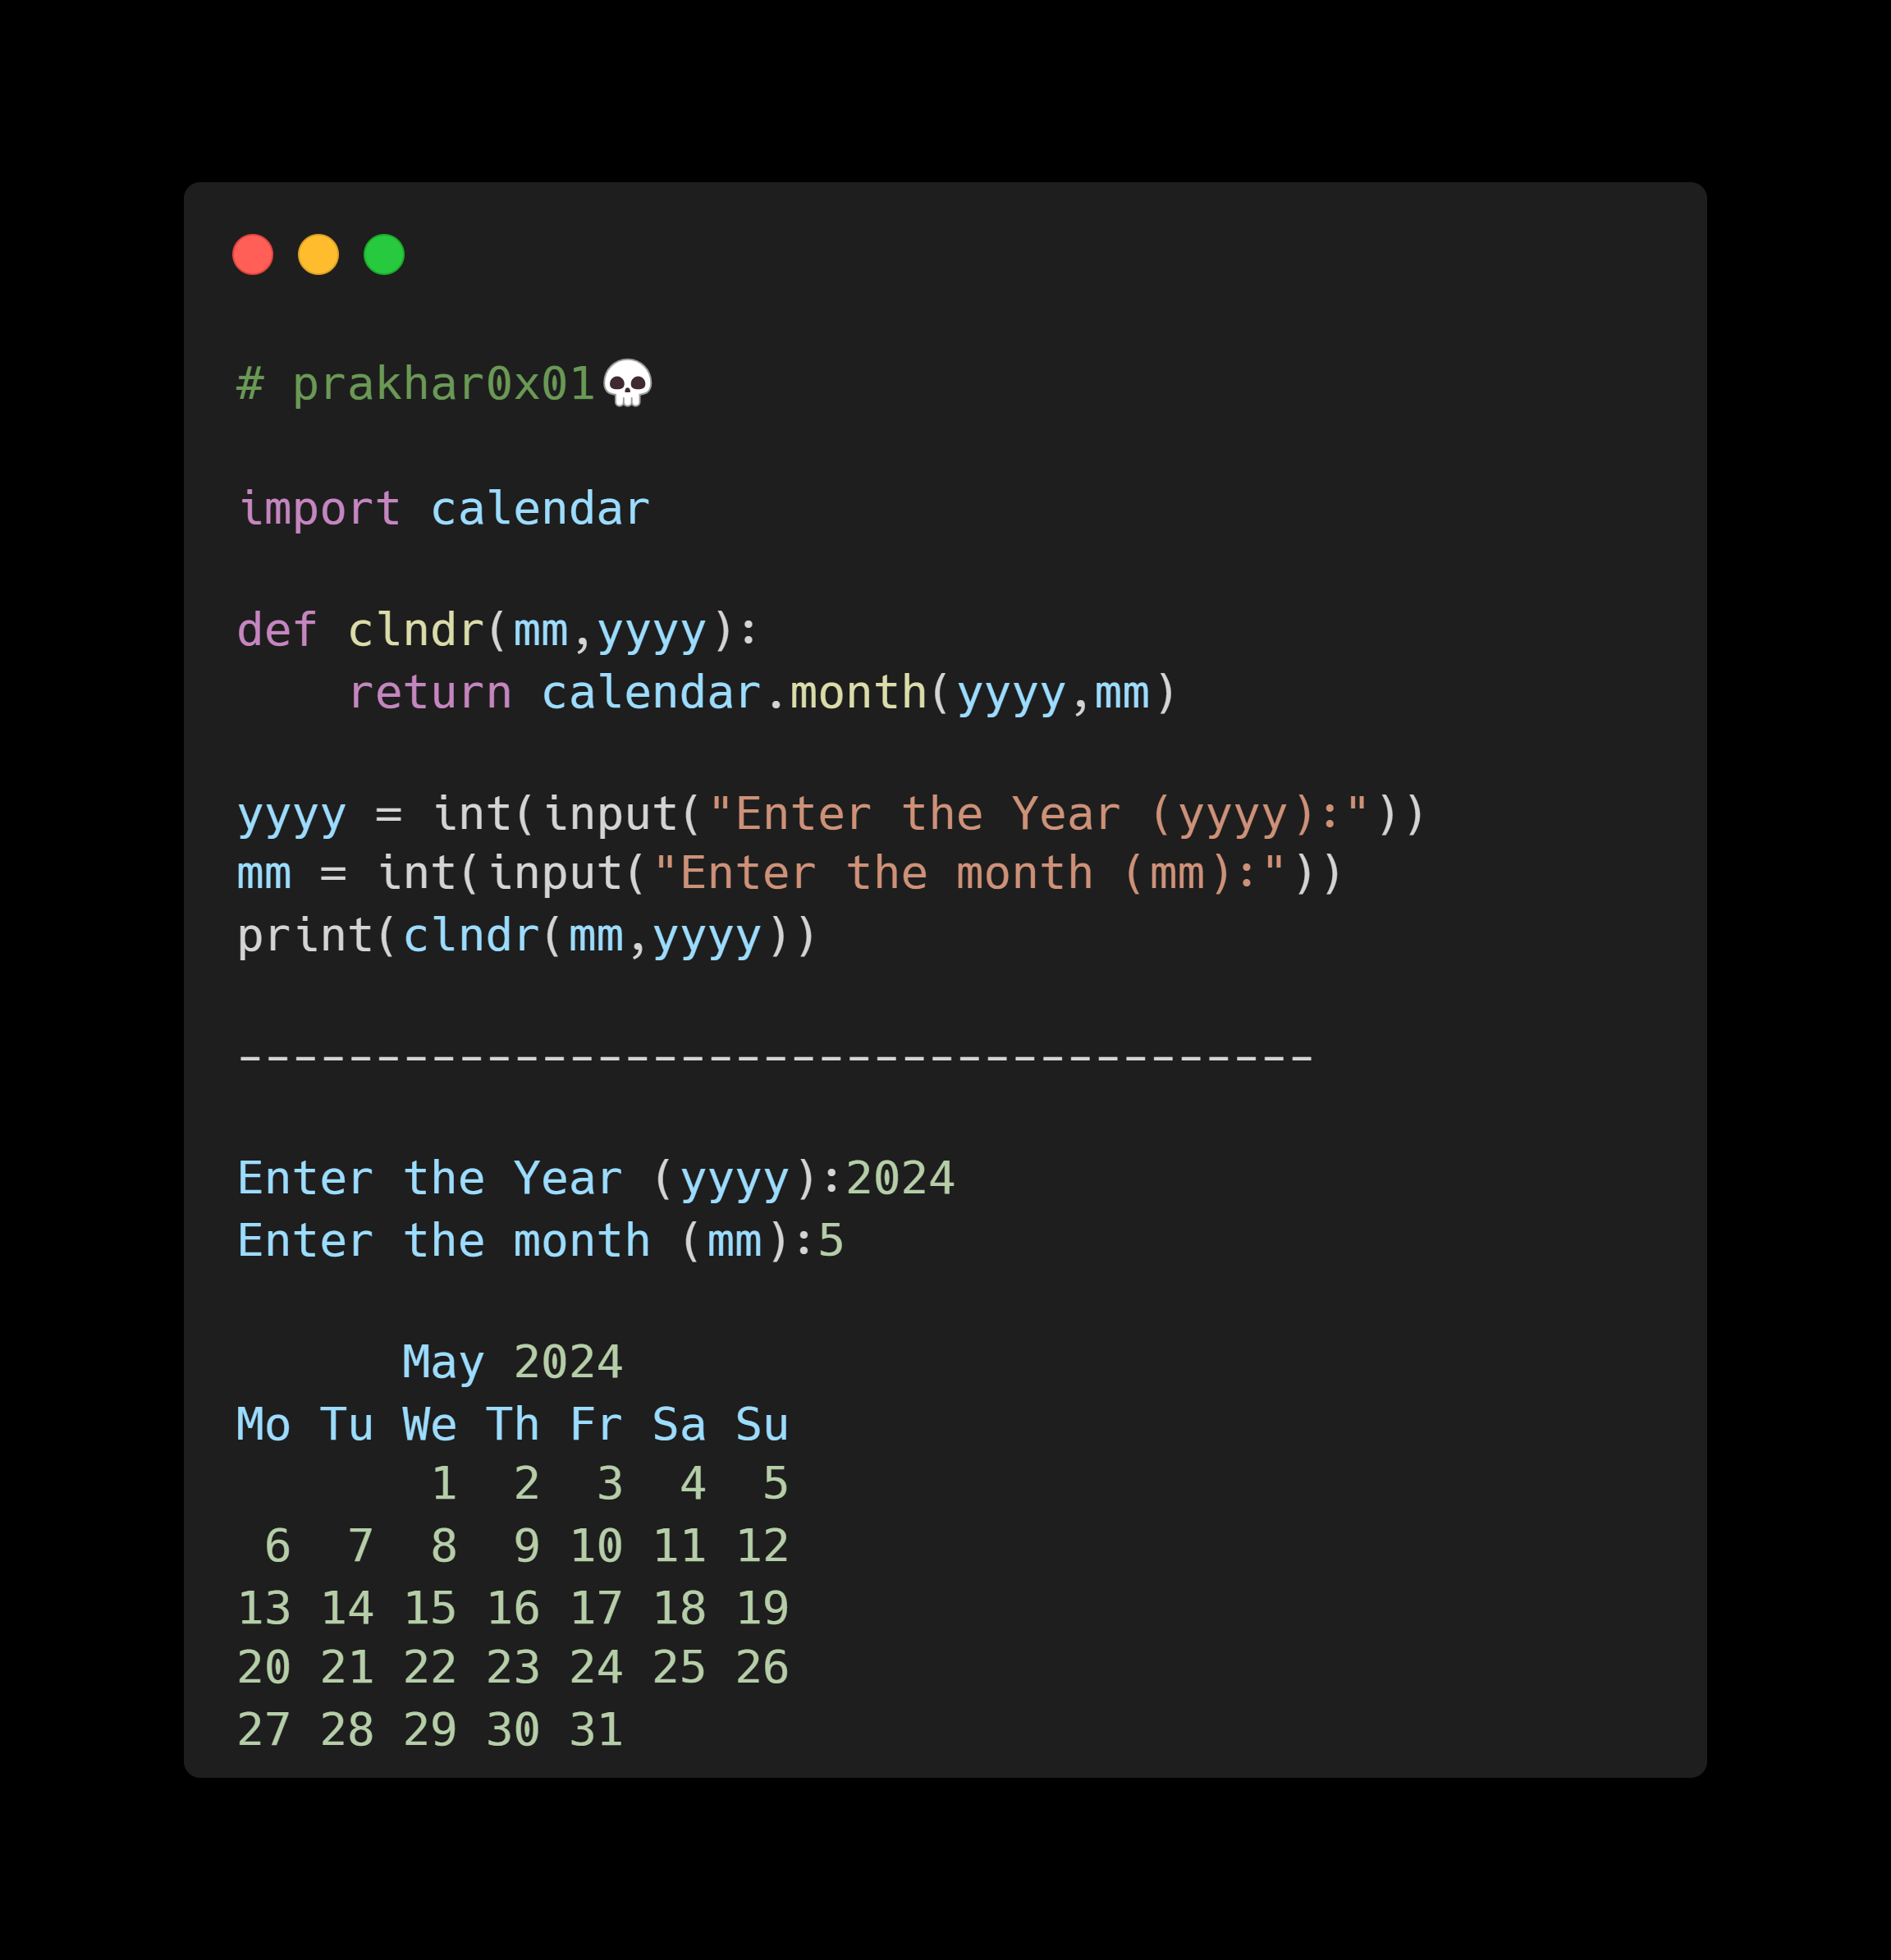 # prakhar0x01💀
import calendar
def clndr(mm,yyyy):
    return calendar.month(yyyy,mm)
yyyy = int(input("Enter the Year (yyyy):"))
mm = int(input("Enter the month (mm):"))
print(clndr(mm,yyyy))
---------------------------------------
Enter the Year (yyyy):2024
Enter the month (mm):5
      May 2024
Mo Tu We Th Fr Sa Su
       1  2  3  4  5
 6  7  8  9 10 11 12
13 14 15 16 17 18 19
20 21 22 23 24 25 26
27 28 29 30 31